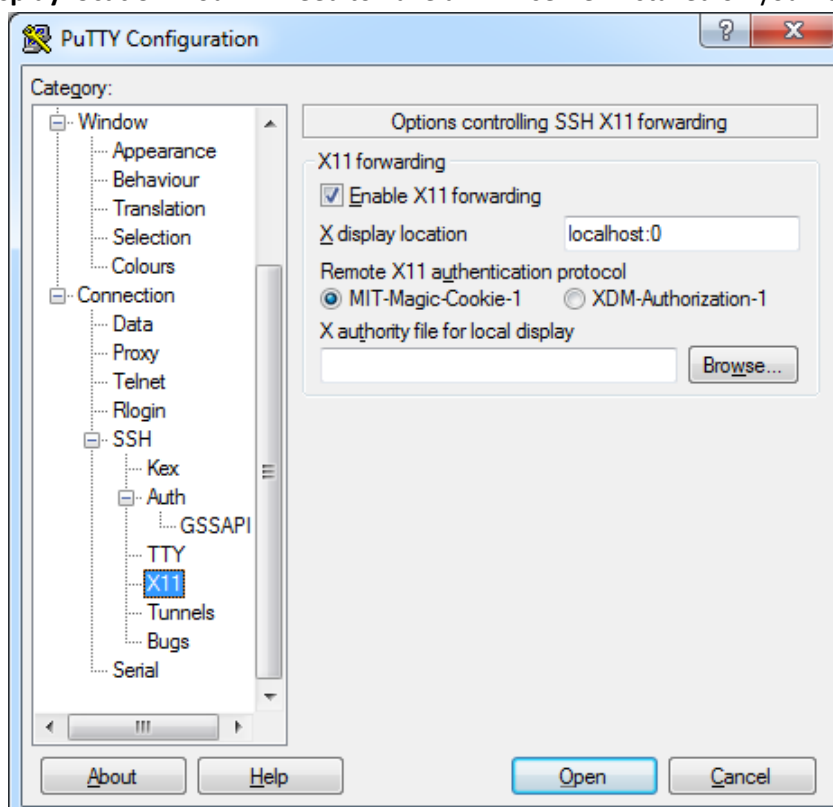 PuTTY Configuration
Category:
Window
Appearance
Behaviour
Translation
Selection
Colours
Connection
Data
Proxy
Telnet
Rlogin
SSH
Kex
Auth
GSSAPI
TTY
X11
Tunnels
Bugs
Serial
Options controlling SSH X11 forwarding
X11 forwarding
Enable X11 forwarding
X display location localhost:0
Remote X11 authentication protocol
MIT-Magic-Cookie-1 XDM-Authorization-1
X authority file for local display
Browse...
About Help Open Cancel